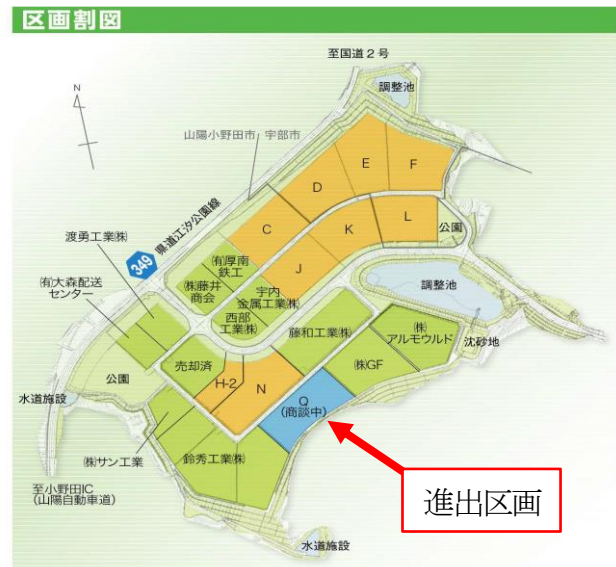 区画割図
至国道2号
調整池
N
山陽小野田市
宇部市
E
F
D
県道江汐公園線
渡勇工業㈱
349
C
K
L
公園
㈲厚南
鉄工
㈲大森配送
センター
㈱藤井
商会
J
宇内
金属工業㈱
調整池
西部
工業㈱
藤和工業㈱
㈱
アルモウルド
沈砂地
売却済
㈱GF
公園
H-2
N
水道施設
Q
(商談中)
㈱サン工業
鈴秀工業㈱
至小野田IC
(山陽自動車道)
進出区画
水道施設